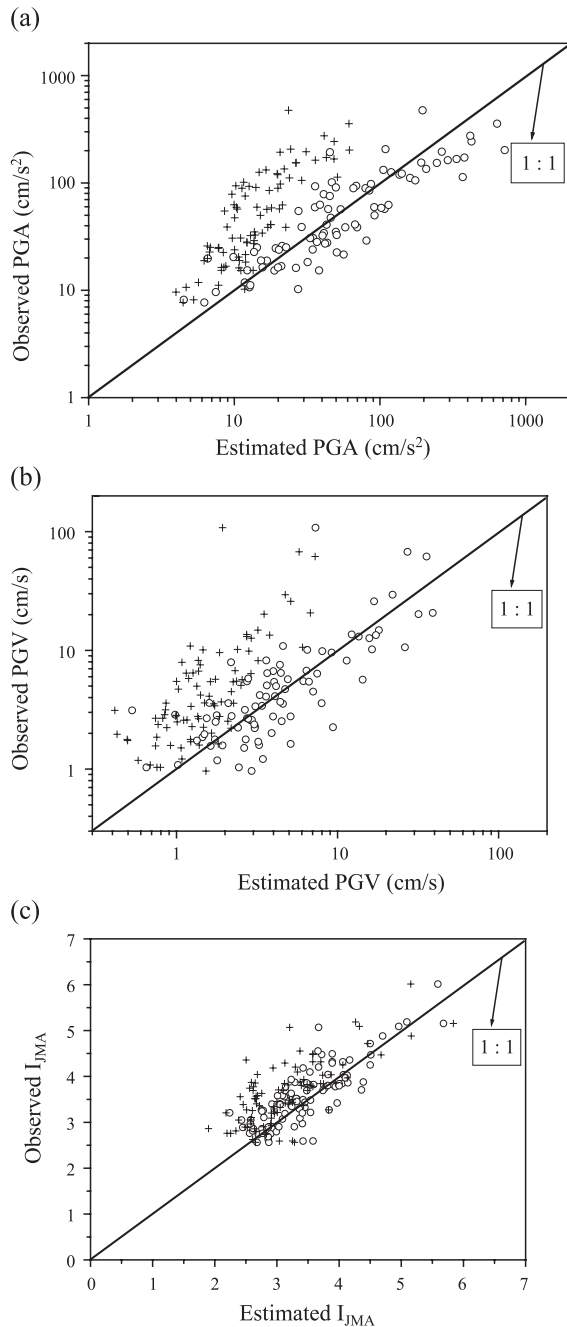 (a)
1000
100
10
1
Observed PGA (cm/s²)
1 : 1
1 10 100 1000
Estimated PGA (cm/s²)
(b)
100
10
1
Observed PGV (cm/s)
1 : 1
1 10 100
Estimated PGV (cm/s)
(c)
7
6
5
4
3
2
1
0
Observed I_JMA
1 : 1
0 1 2 3 4 5 6 7
Estimated I_JMA